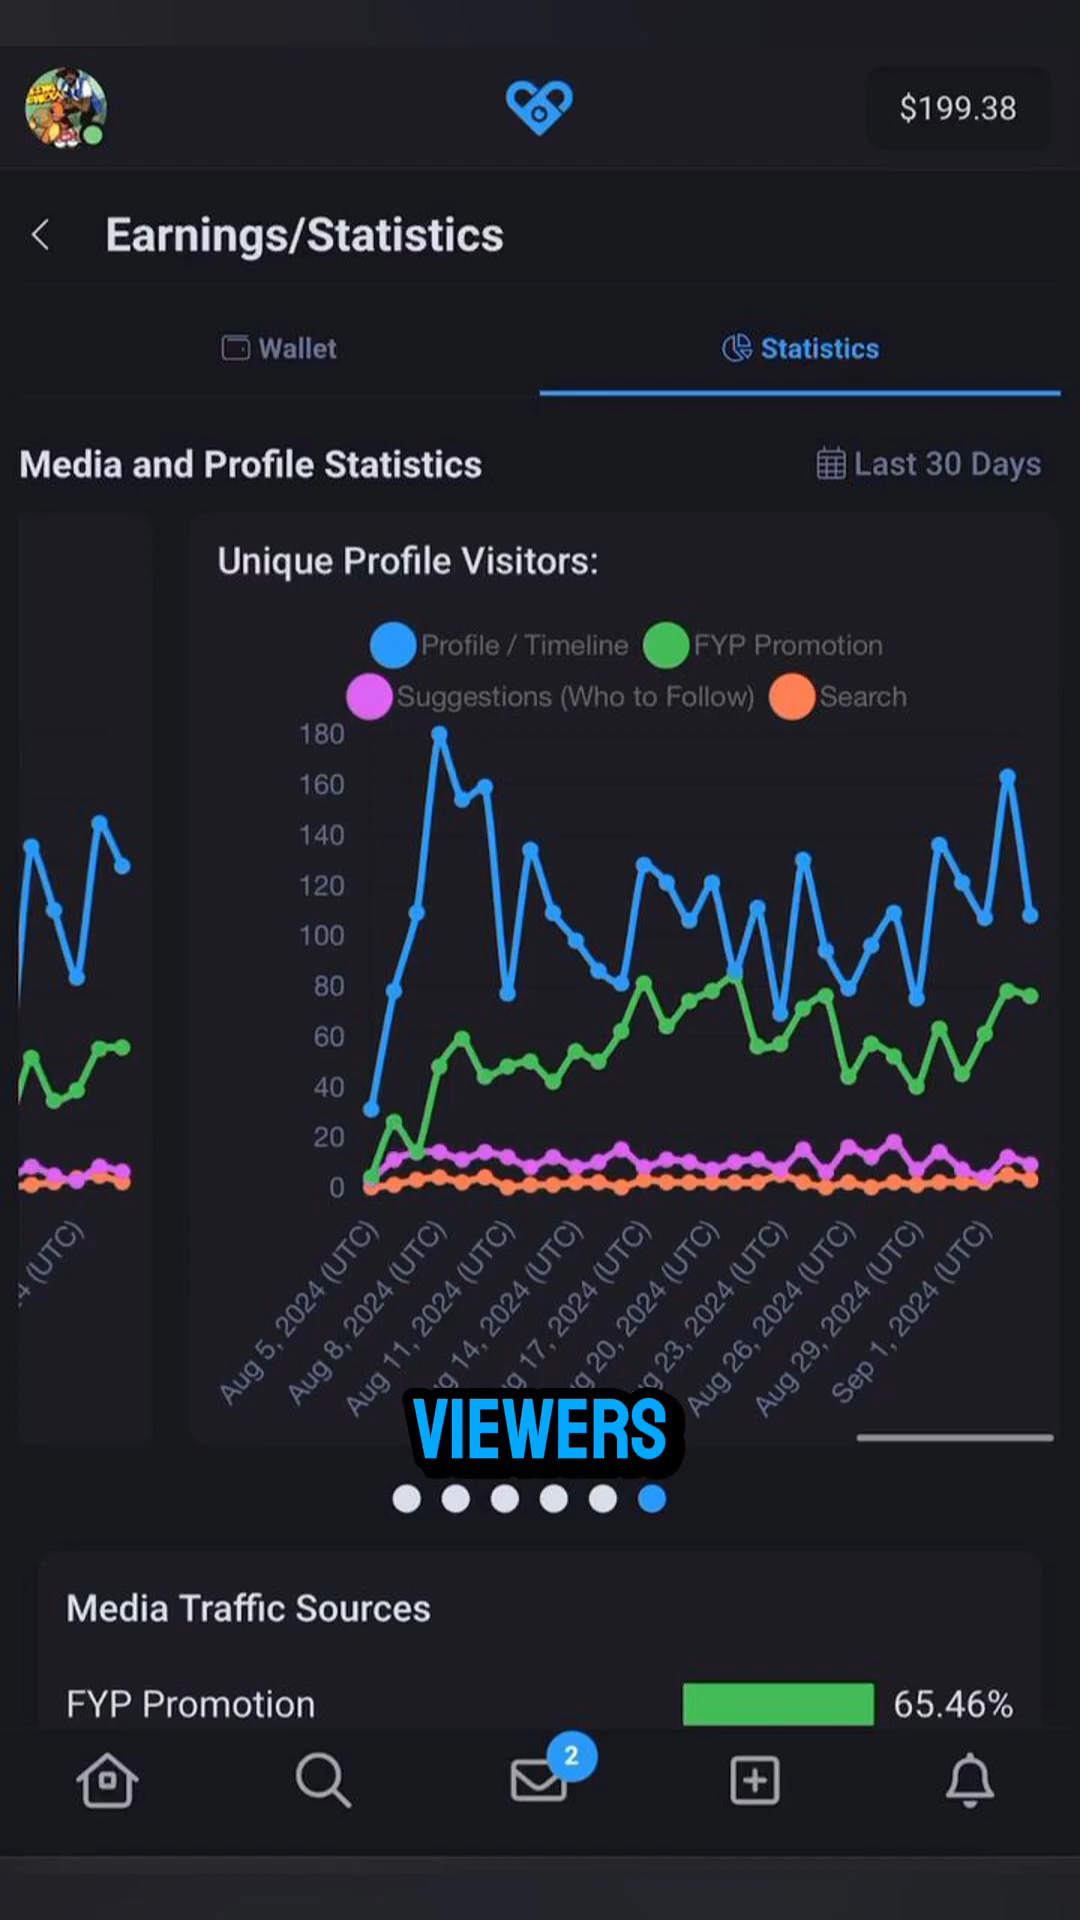 $199.38
Earnings/Statistics
Wallet
Statistics
Media and Profile Statistics
Last 30 Days
Unique Profile Visitors:
Profile / Timeline
FYP Promotion
Suggestions (Who to Follow)
Search
180
160
140
120
100
80
60
40
20
0
4 (UTC)
Aug 5, 2024 (UTC)
Aug 8, 2024 (UTC)
Aug 11, 2024 (UTC)
g 14, 2024 (UTC)
g 17, 2024 (UTC)
g 20, 2024 (UTC)
g 23, 2024 (UTC)
Aug 26, 2024 (UTC)
Aug 29, 2024 (UTC)
Sep 1, 2024 (UTC)
VIEWERS
Media Traffic Sources
FYP Promotion
65.46%
2